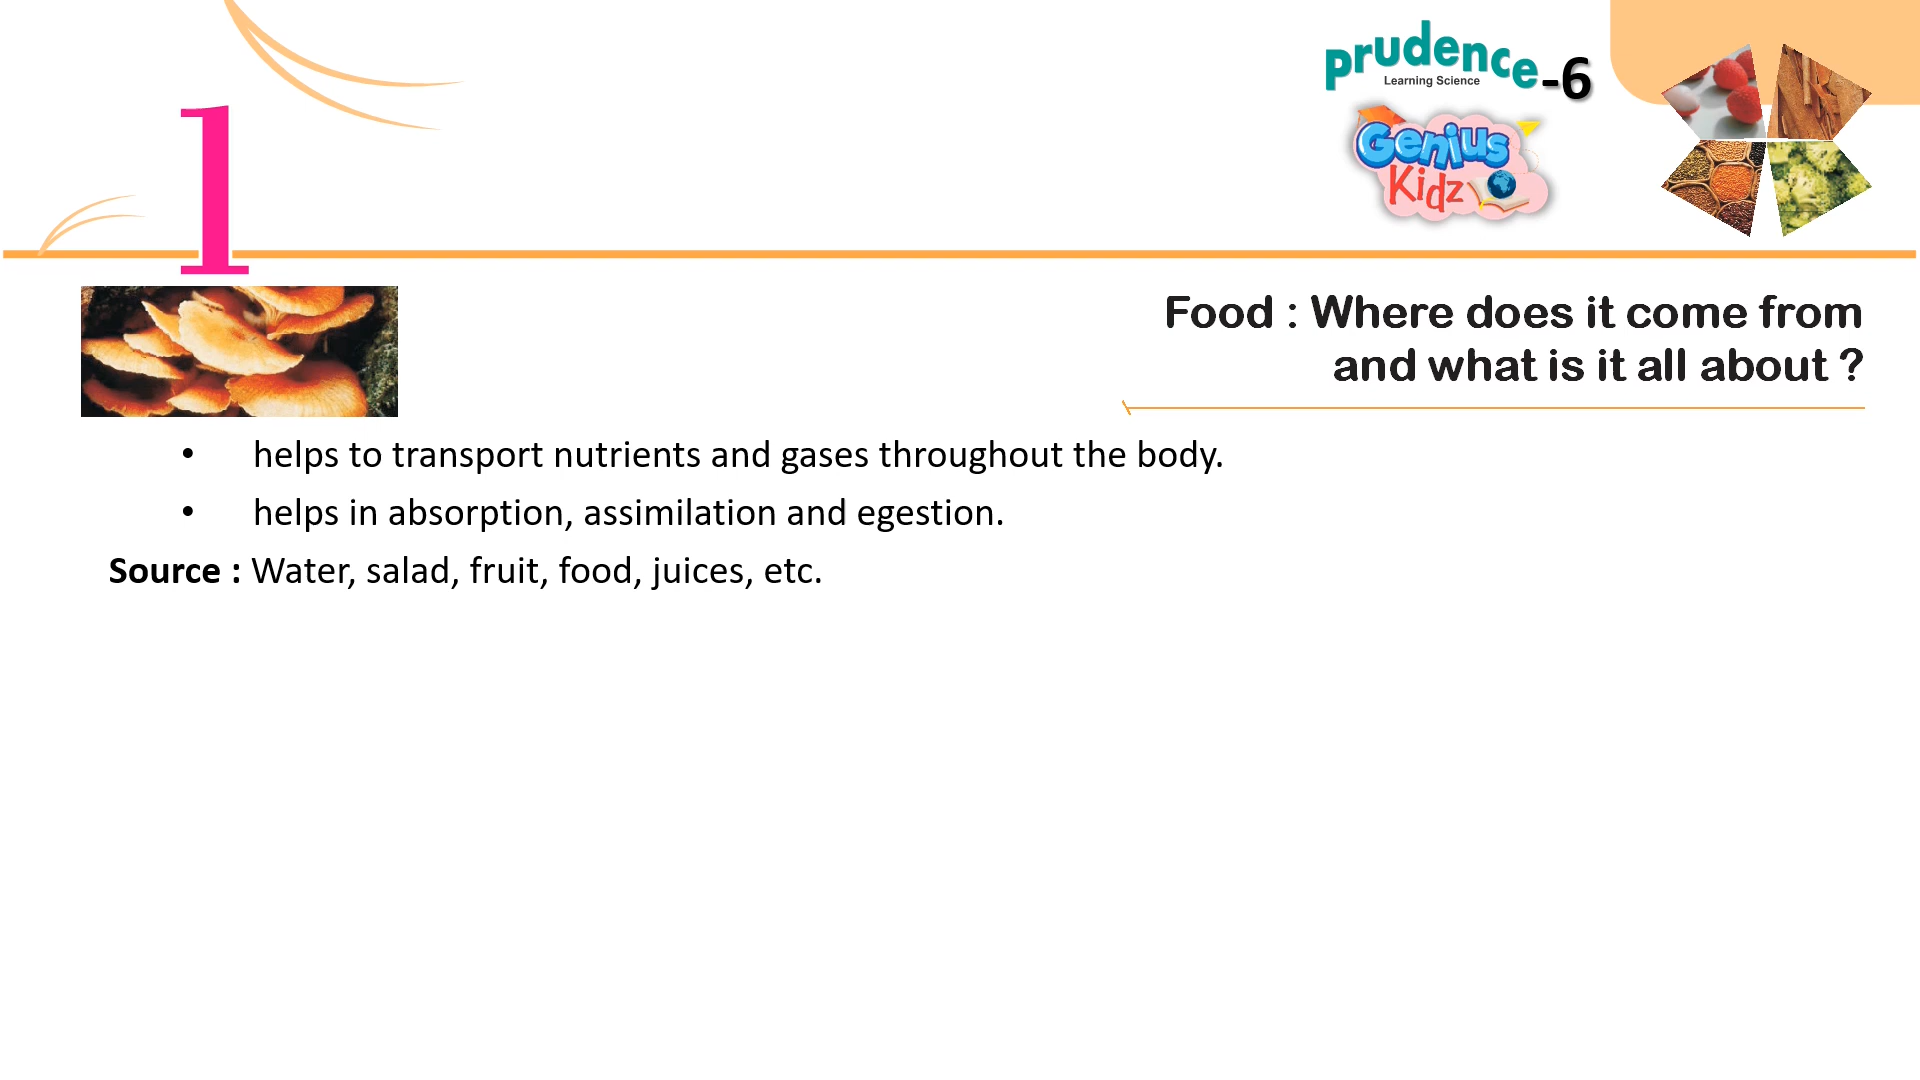 prudence-6
Learning Science
Genius
Kidz
1
Food : Where does it come from
and what is it all about ?
• helps to transport nutrients and gases throughout the body.
• helps in absorption, assimilation and egestion.
Source : Water, salad, fruit, food, juices, etc.